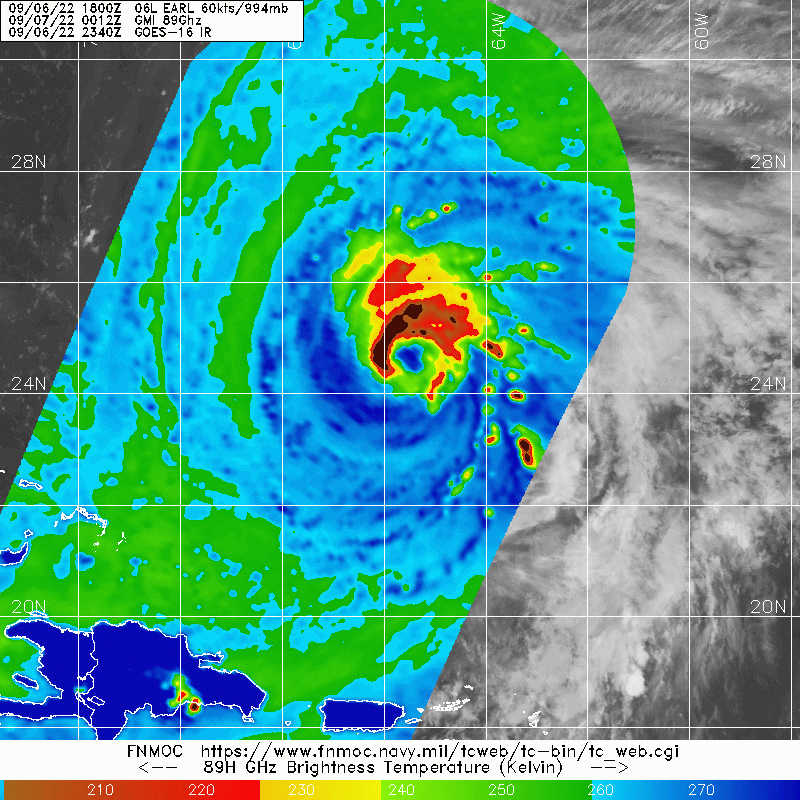 09/06/22 1800Z 06L EARL 60kts/994mb
09/07/22 0012Z GMI 89Ghz
09/06/22 2340Z GOES-16 IR
64W
60W
28N 28N
24N 24N
20N 20N
FNMOC https://www.fnmoc.navy.mil/tcweb/tc-bin/tc_web.cgi
<-- 89H GHz Brightness Temperature (Kelvin) -->
210 220 230 240 250 260 270